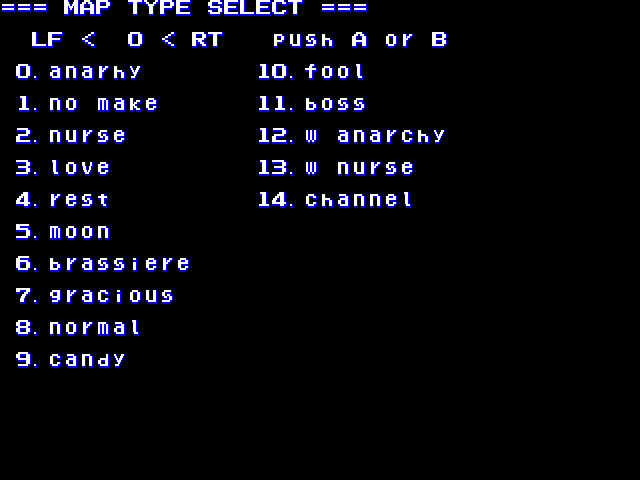 === MAP TYPE SELECT ===
LF < 0 < RT push A or B
0. anarhy
1. no make
2. nurse
3. love
4. rest
5. moon
6. brassiere
7. gracious
8. normal
9. candy
10. fool
11. boss
12. w anarchy
13. w nurse
14. channel